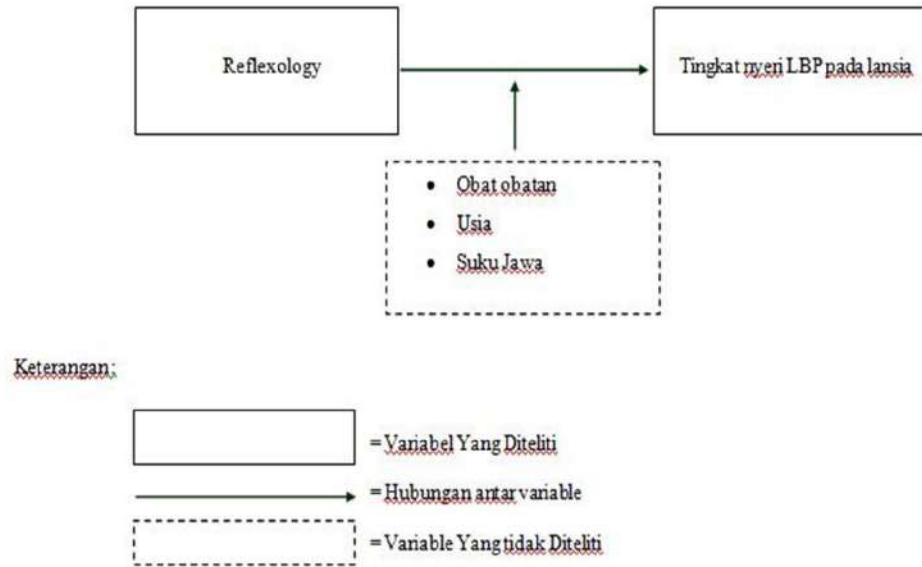 Reflexology
Tingkat nyeri LBP pada lansia
• Obat obatan
• Usia
• Suku Jawa
Keterangan;
= Variabel Yang Diteliti
= Hubungan antar variable
= Variable Yang tidak Diteliti